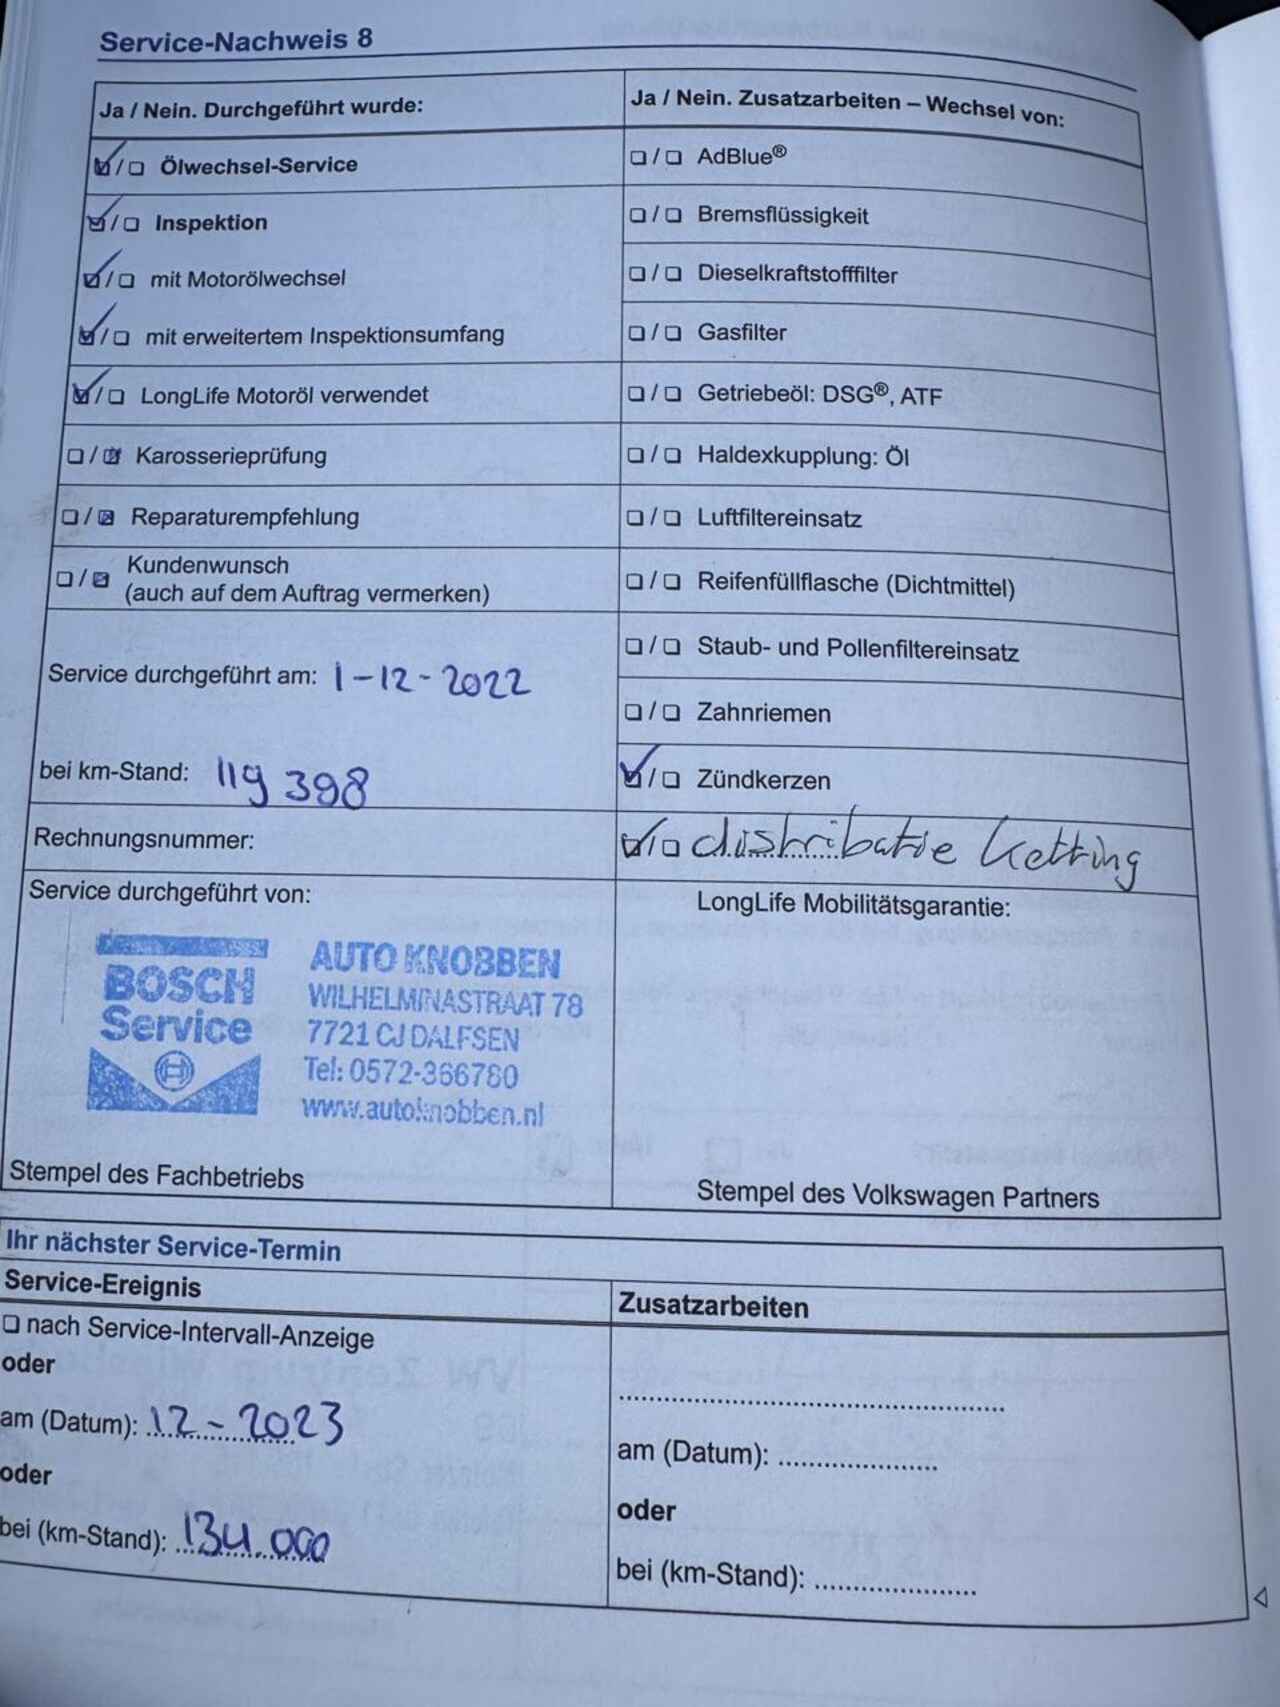 Service-Nachweis 8
Ja / Nein. Durchgeführt wurde:
☑/☐ Ölwechsel-Service
☑/☐ Inspektion
☑/☐ mit Motorölwechsel
☑/☐ mit erweitertem Inspektionsumfang
☑/☐ LongLife Motoröl verwendet
☐/☑ Karosserieprüfung
☐/☑ Reparaturempfehlung
☐/☑ Kundenwunsch
(auch auf dem Auftrag vermerken)
Service durchgeführt am: 1-12-2022
bei km-Stand: 119 398
Rechnungsnummer:
Service durchgeführt von:
BOSCH
Service
AUTO KNOBBEN
WILHELMINASTRAAT 78
7721 CJ DALFSEN
Tel: 0572-366780
www.autoknobben.nl
Stempel des Fachbetriebs
Ja / Nein. Zusatzarbeiten – Wechsel von:
☐/☐ AdBlue®
☐/☐ Bremsflüssigkeit
☐/☐ Dieselkraftstofffilter
☐/☐ Gasfilter
☐/☐ Getriebeöl: DSG®, ATF
☐/☐ Haldexkupplung: Öl
☐/☐ Luftfiltereinsatz
☐/☐ Reifenfüllflasche (Dichtmittel)
☐/☐ Staub- und Pollenfiltereinsatz
☐/☐ Zahnriemen
☑/☐ Zündkerzen
☑/☐ distributie ketting
LongLife Mobilitätsgarantie:
Stempel des Volkswagen Partners
Ihr nächster Service-Termin
Service-Ereignis
☐ nach Service-Intervall-Anzeige
oder
am (Datum): 12-2023
oder
bei (km-Stand): 134.000
Zusatzarbeiten
am (Datum): ......................
oder
bei (km-Stand): ......................